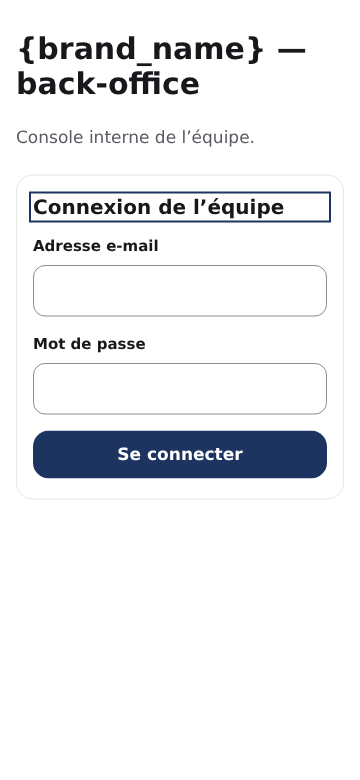 {brand_name} —
back-office
Console interne de l’équipe.
Connexion de l’équipe
Adresse e-mail
Mot de passe
Se connecter